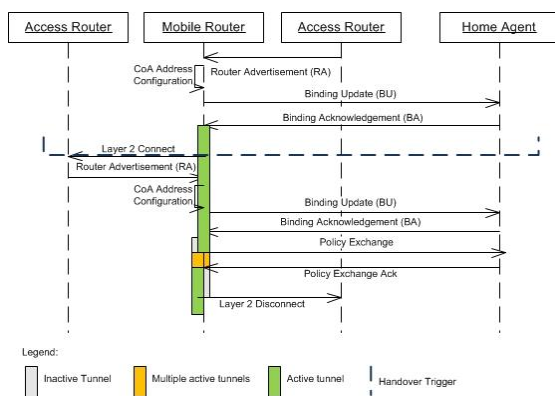 Access Router
Mobile Router
Access Router
Home Agent
CoA Address
Configuration
Router Advertisement (RA)
Binding Update (BU)
Binding Acknowledgement (BA)
Layer 2 Connect
Router Advertisement (RA)
CoA Address
Configuration
Binding Update (BU)
Binding Acknowledgement (BA)
Policy Exchange
Policy Exchange Ack
Layer 2 Disconnect
Legend:
Inactive Tunnel
Multiple active tunnels
Active tunnel
Handover Trigger